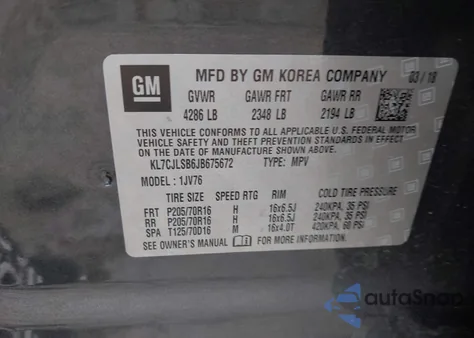 GM
MFD BY GM KOREA COMPANY 03/18
GVWR GAWR FRT GAWR RR
4286 LB 2348 LB 2194 LB
THIS VEHICLE CONFORMS TO ALL APPLICABLE U.S. FEDERAL MOTOR
VEHICLE SAFETY AND THEFT PREVENTION STANDARDS IN EFFECT
ON THE DATE OF MANUFACTURE SHOWN ABOVE.
KL7CJLSB6JB675672 TYPE: MPV
MODEL : 1JV76
TIRE SIZE SPEED RTG RIM COLD TIRE PRESSURE
FRT P205/70R16 H 16x6.5J 240KPA, 35 PSI
RR P205/70R16 H 16x6.5J 240KPA, 35 PSI
SPA T125/70D16 M 16x4.0T 420KPA, 60 PSI
SEE OWNER'S MANUAL FOR MORE INFORMATION
autoSnap